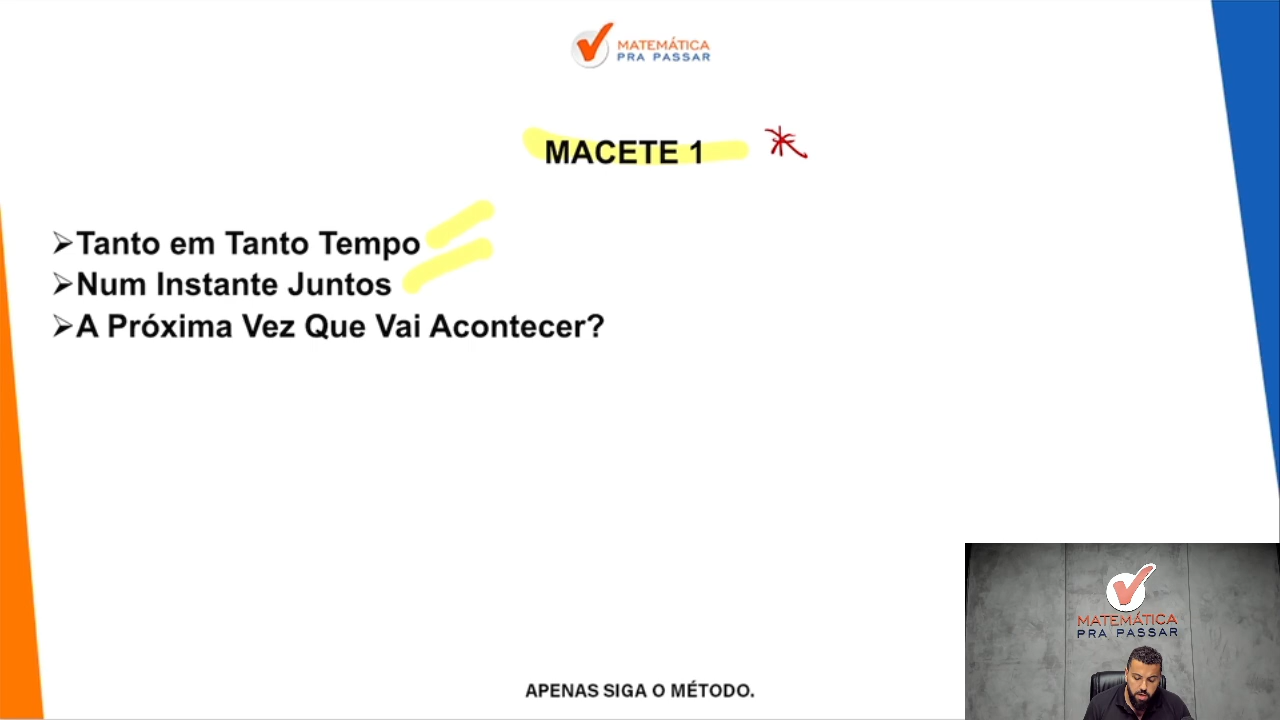 MATEMÁTICA
PRA PASSAR
MACETE 1
➢Tanto em Tanto Tempo
➢Num Instante Juntos
➢A Próxima Vez Que Vai Acontecer?
MATEMÁTICA
PRA PASSAR
APENAS SIGA O MÉTODO.